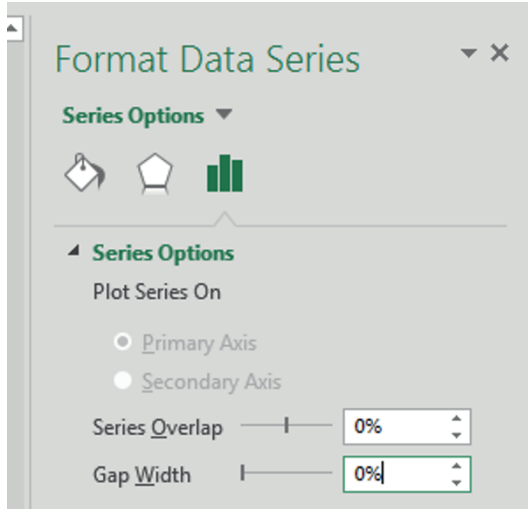 Format Data Series
Series Options
Series Options
Plot Series On
Primary Axis
Secondary Axis
Series Overlap 0%
Gap Width 0%